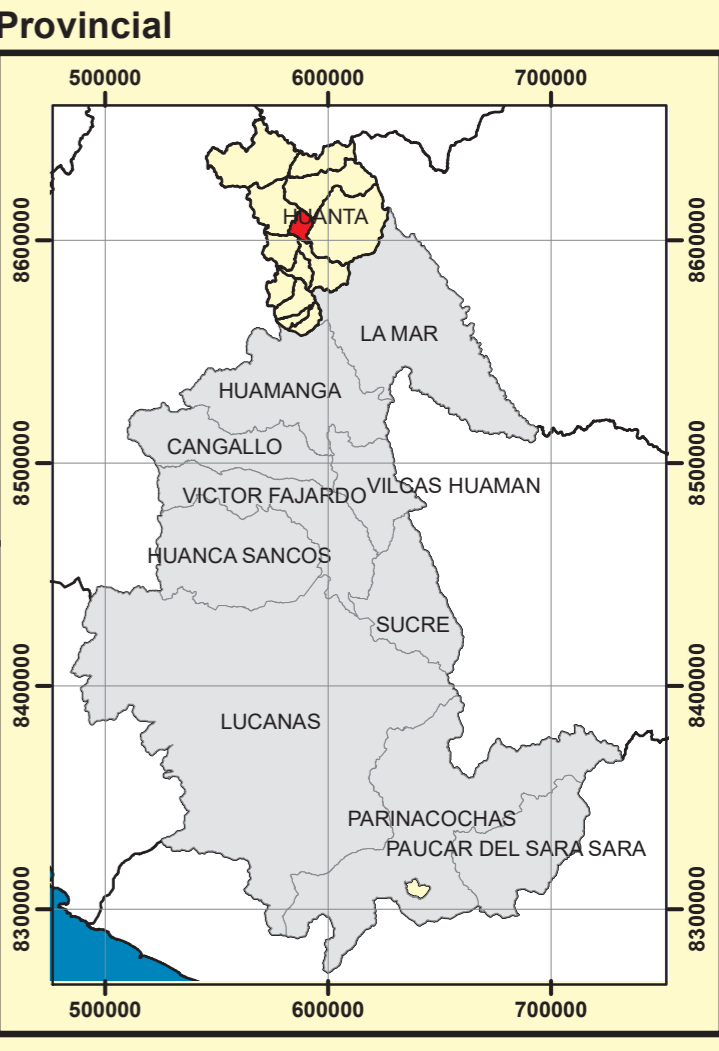 Provincial
500000 600000 700000
HUANTA
8600000 8600000
LA MAR
HUAMANGA
CANGALLO
8500000 8500000
VILCAS HUAMAN
VICTOR FAJARDO
HUANCA SANCOS
SUCRE
8400000 8400000
LUCANAS
PARINACOCHAS
PAUCAR DEL SARA SARA
8300000 8300000
500000 600000 700000